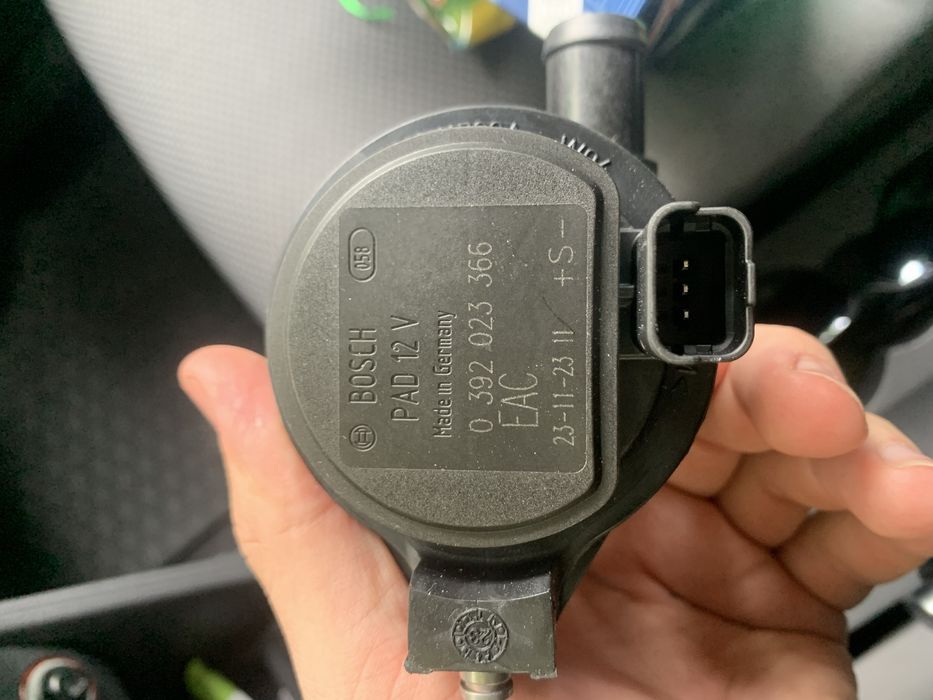 BOSCH 058
PAD 12 V
Made in Germany
0 392 023 366
EAC
23-11-23 11 + S -